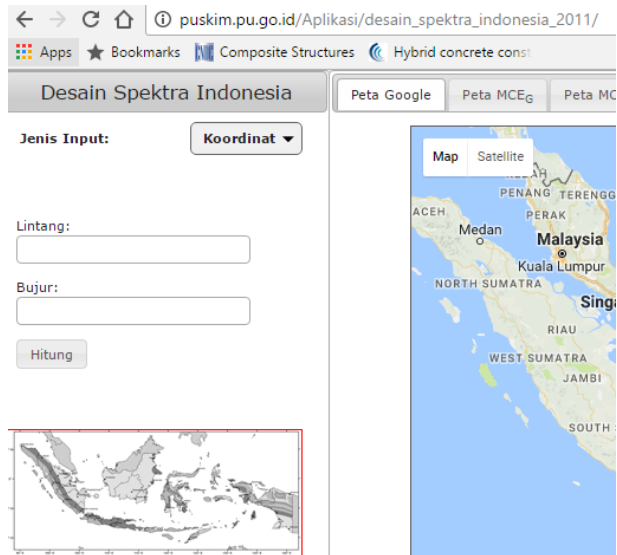 puskim.pu.go.id/Aplikasi/desain_spektra_indonesia_2011/
Apps Bookmarks Composite Structures Hybrid concrete const
Desain Spektra Indonesia
Peta Google Peta MCEG Peta MC
Jenis Input: Koordinat
Map Satellite
PENANG TERENGG
ACEH
PERAK
Medan
Malaysia
Kuala Lumpur
NORTH SUMATRA
Singa
RIAU
WEST SUMATRA
JAMBI
SOUTH
Lintang:
Bujur:
Hitung